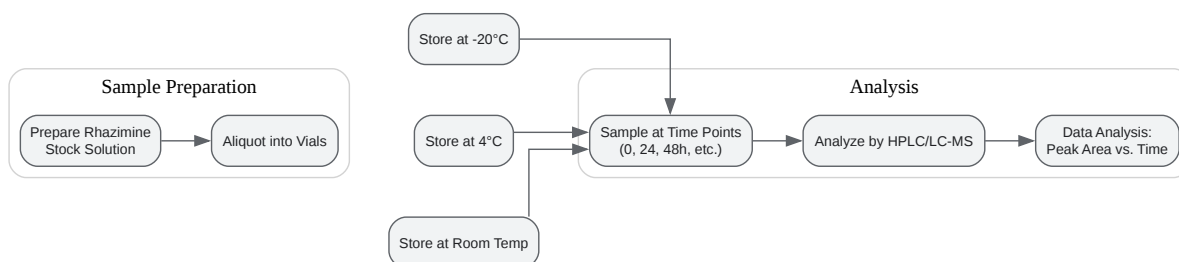 Sample Preparation
Prepare Rhazimine
Stock Solution
Aliquot into Vials
Store at -20°C
Store at 4°C
Store at Room Temp
Analysis
Sample at Time Points
(0, 24, 48h, etc.)
Analyze by HPLC/LC-MS
Data Analysis:
Peak Area vs. Time